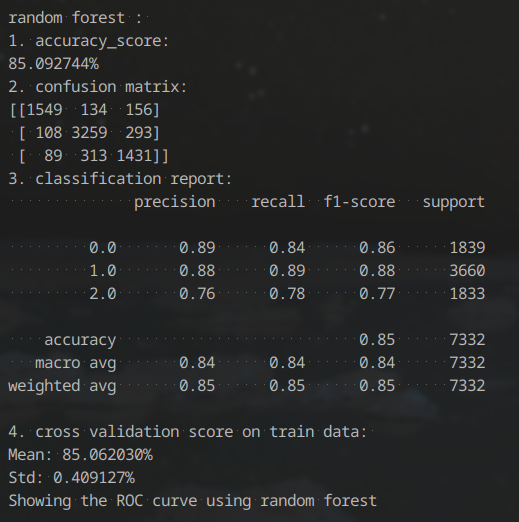 random forest :
1. accuracy_score:
85.092744%
2. confusion matrix:
[[1549  134  156]
 [ 108 3259  293]
 [  89  313 1431]]
3. classification report:
              precision    recall  f1-score   support

         0.0       0.89      0.84      0.86      1839
         1.0       0.88      0.89      0.88      3660
         2.0       0.76      0.78      0.77      1833

    accuracy                           0.85      7332
   macro avg       0.84      0.84      0.84      7332
weighted avg       0.85      0.85      0.85      7332

4. cross validation score on train data:
Mean: 85.062030%
Std: 0.409127%
Showing the ROC curve using random forest